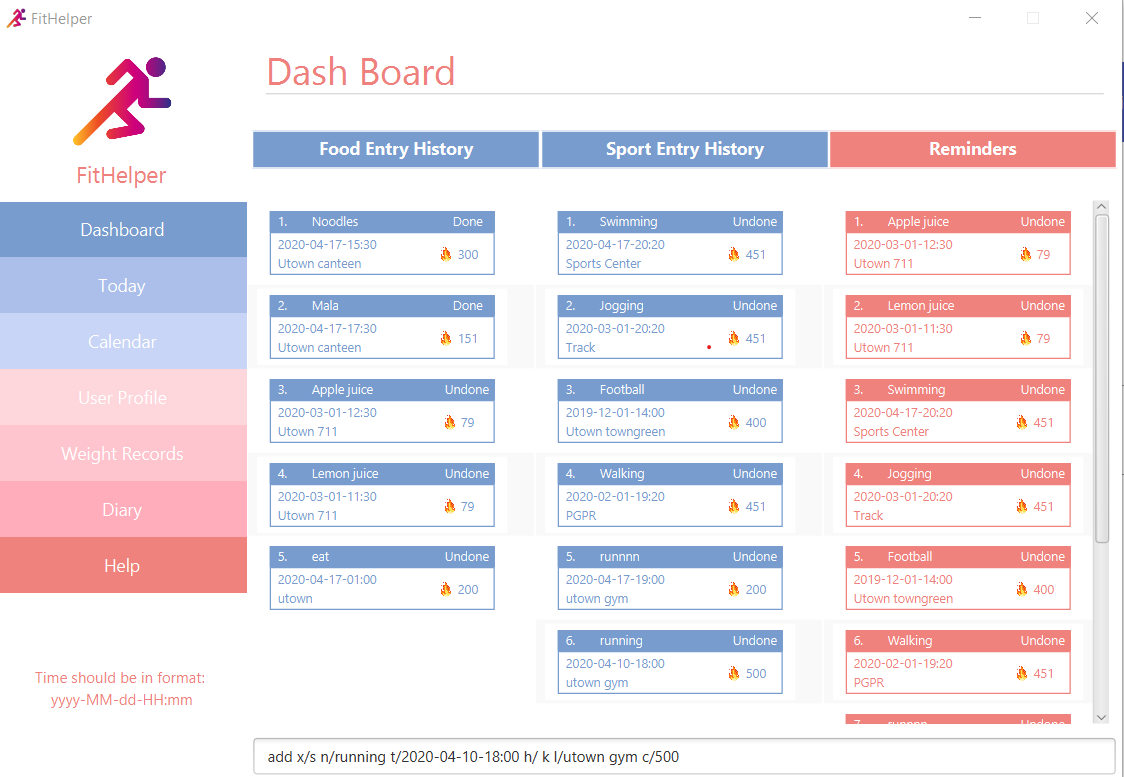 FitHelper
Dash Board
FitHelper
Dashboard
Today
Calendar
User Profile
Weight Records
Diary
Help
Time should be in format:
yyyy-MM-dd-HH:mm
Food Entry History
1. Noodles Done
2020-04-17-15:30
300
Utown canteen
2. Mala Done
2020-04-17-17:30
151
Utown canteen
3. Apple juice Undone
2020-03-01-12:30
79
Utown 711
4. Lemon juice Undone
2020-03-01-11:30
79
Utown 711
5. eat Undone
2020-04-17-01:00
200
utown
Sport Entry History
1. Swimming Undone
2020-04-17-20:20
451
Sports Center
2. Jogging Undone
2020-03-01-20:20
451
Track
3. Football Undone
2019-12-01-14:00
400
Utown towngreen
4. Walking Undone
2020-02-01-19:20
451
PGPR
5. runnnn Undone
2020-04-17-19:00
200
utown gym
6. running Undone
2020-04-10-18:00
500
utown gym
Reminders
1. Apple juice Undone
2020-03-01-12:30
79
Utown 711
2. Lemon juice Undone
2020-03-01-11:30
79
Utown 711
3. Swimming Undone
2020-04-17-20:20
451
Sports Center
4. Jogging Undone
2020-03-01-20:20
451
Track
5. Football Undone
2019-12-01-14:00
400
Utown towngreen
6. Walking Undone
2020-02-01-19:20
451
PGPR
7. runnnn Undone
add x/s n/running t/2020-04-10-18:00 h/ k l/utown gym c/500